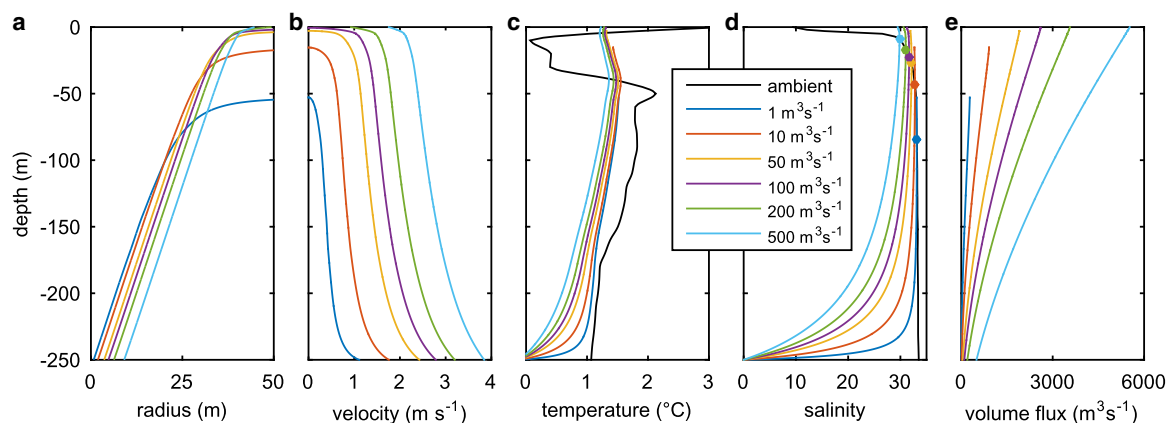 a b c d e
depth (m)
0
-50
-100
-150
-200
-250
0 25 50
radius (m)
0 1 2 3 4
velocity (m s⁻¹)
0 1 2 3
temperature (°C)
0 10 20 30
salinity
0 3000 6000
volume flux (m³s⁻¹)
ambient
1 m³s⁻¹
10 m³s⁻¹
50 m³s⁻¹
100 m³s⁻¹
200 m³s⁻¹
500 m³s⁻¹